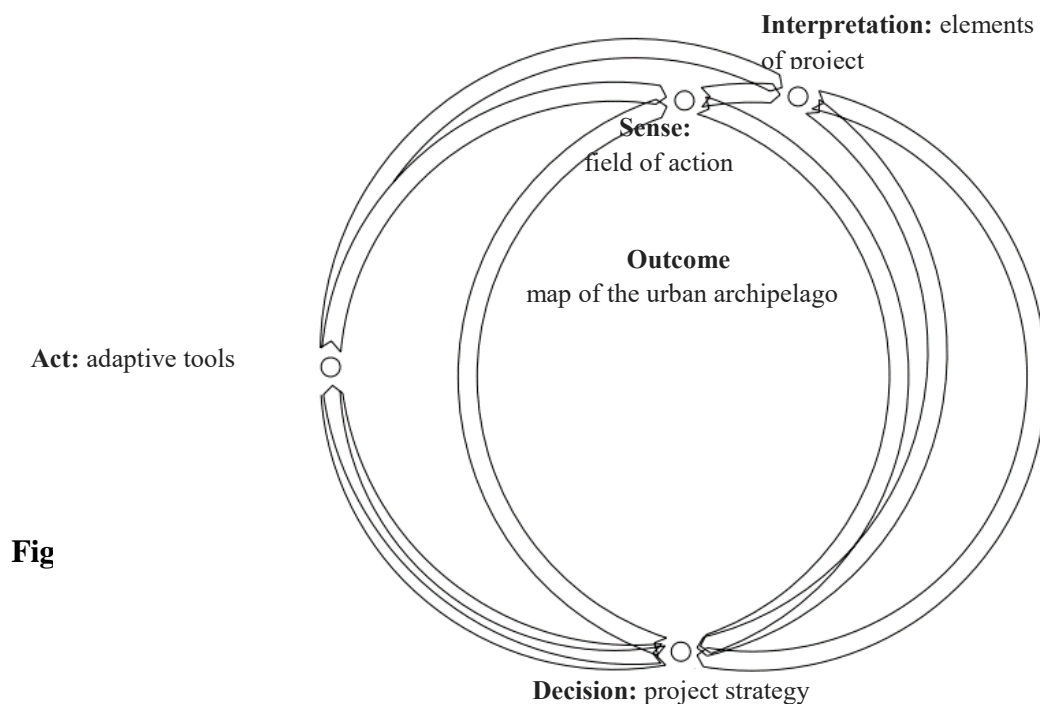 Interpretation: elements
of project
Sense:
field of action
Outcome
map of the urban archipelago
Act: adaptive tools
Fig
Decision: project strategy